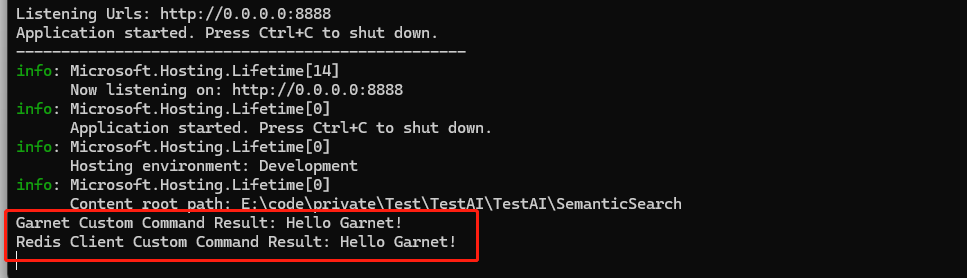 Listening Urls: http://0.0.0.0:8888
Application started. Press Ctrl+C to shut down.
--------------------------------------------------
info: Microsoft.Hosting.Lifetime[14]
      Now listening on: http://0.0.0.0:8888
info: Microsoft.Hosting.Lifetime[0]
      Application started. Press Ctrl+C to shut down.
info: Microsoft.Hosting.Lifetime[0]
      Hosting environment: Development
info: Microsoft.Hosting.Lifetime[0]
      Content root path: E:\code\private\Test\TestAI\TestAI\SemanticSearch
Garnet Custom Command Result: Hello Garnet!
Redis Client Custom Command Result: Hello Garnet!